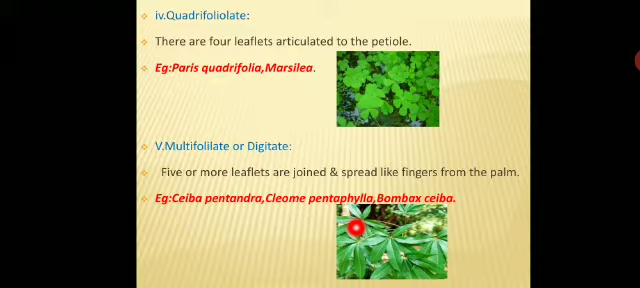 iv.Quadrifoliolate:
There are four leaflets articulated to the petiole.
Eg:Paris quadrifolia,Marsilea.
V.Multifolilate or Digitate:
Five or more leaflets are joined & spread like fingers from the palm.
Eg:Ceiba pentandra,Cleome pentaphylla,Bombax ceiba.